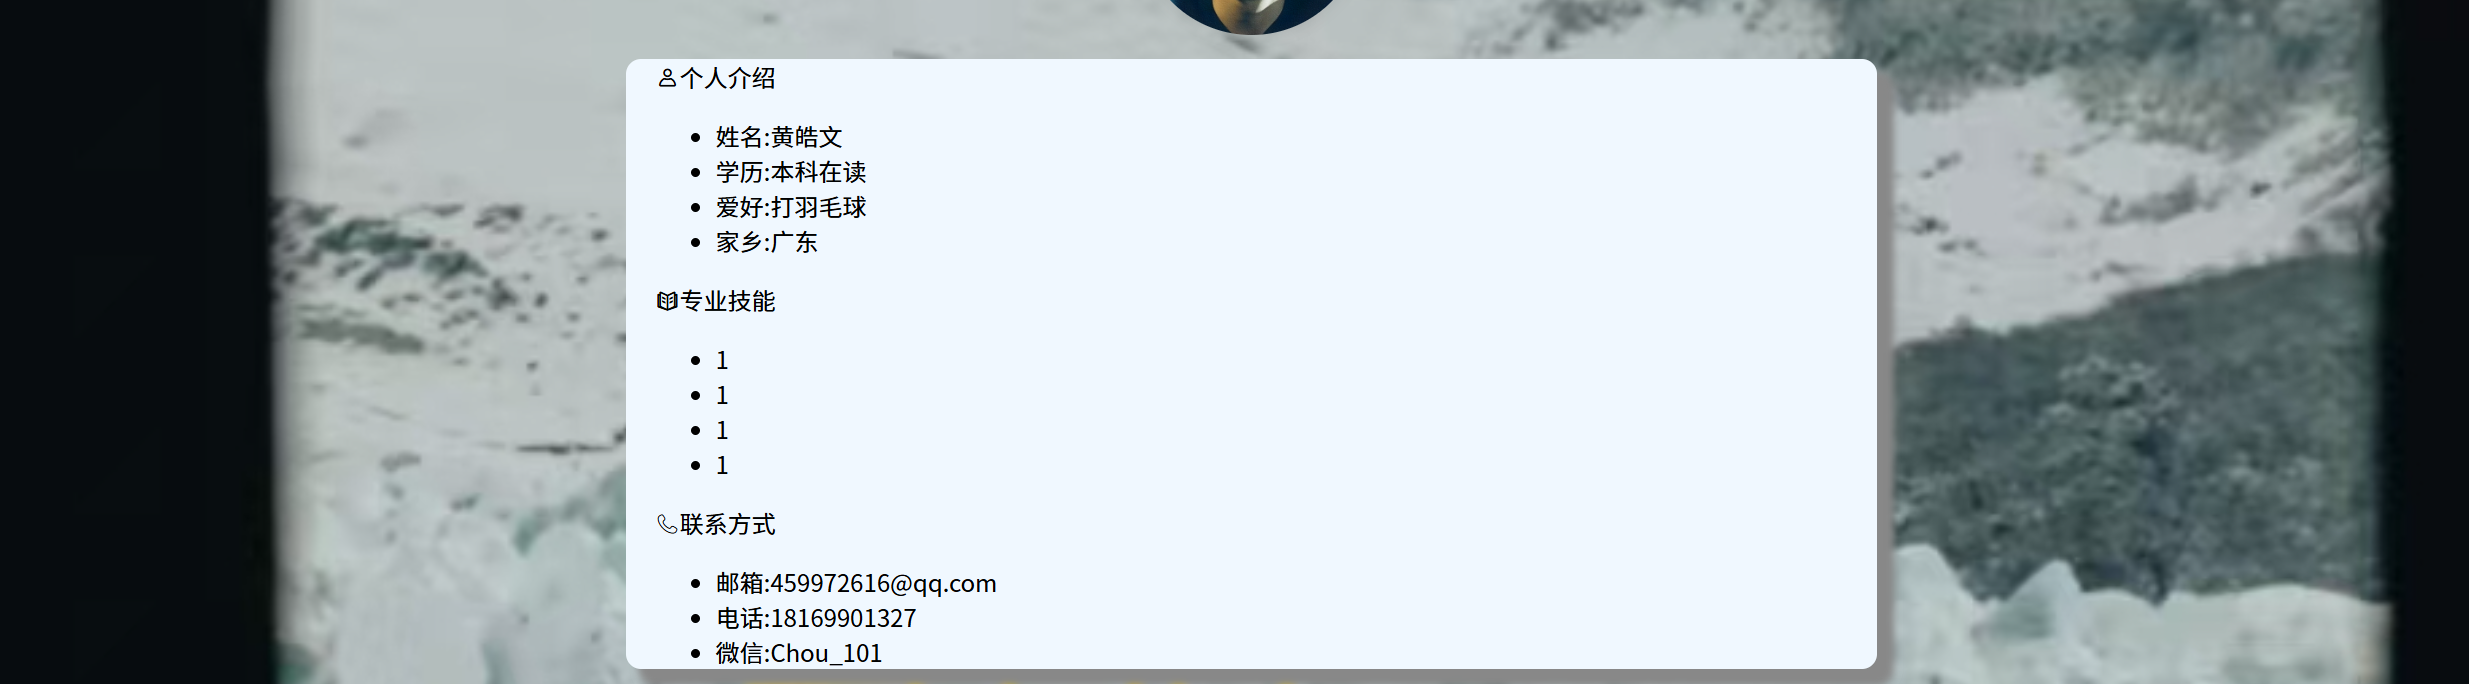 个人介绍
姓名:黄皓文
学历:本科在读
爱好:打羽毛球
家乡:广东
专业技能
1
1
1
1
联系方式
邮箱:459972616@qq.com
电话:18169901327
微信:Chou_101